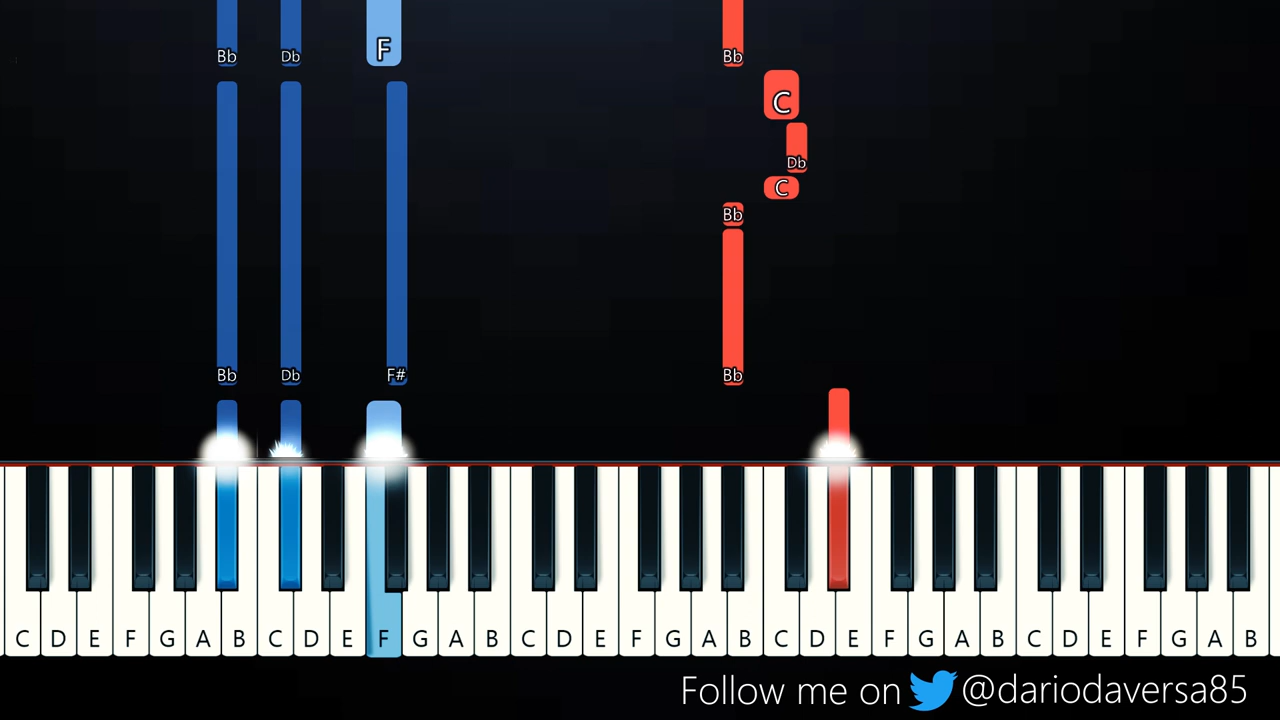 Bb Db F Bb
C
Db
C
Bb
Bb Db F# Bb
C D E F G A B C D E F G A B C D E F G A B C D E F G A B C D E F G A B
Follow me on @dariodaversa85